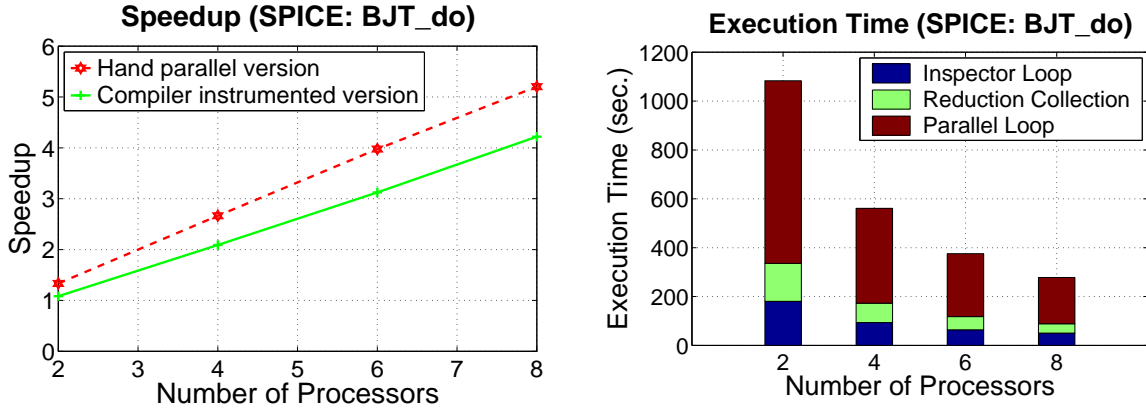 Speedup (SPICE: BJT_do)
6
5
4
3
2
1
0
Speedup
Hand parallel version
Compiler instrumented version
2 3 4 5 6 7 8
Number of Processors
Execution Time (SPICE: BJT_do)
1200
1000
800
600
400
200
0
Execution Time (sec.)
Inspector Loop
Reduction Collection
Parallel Loop
2 4 6 8
Number of Processors